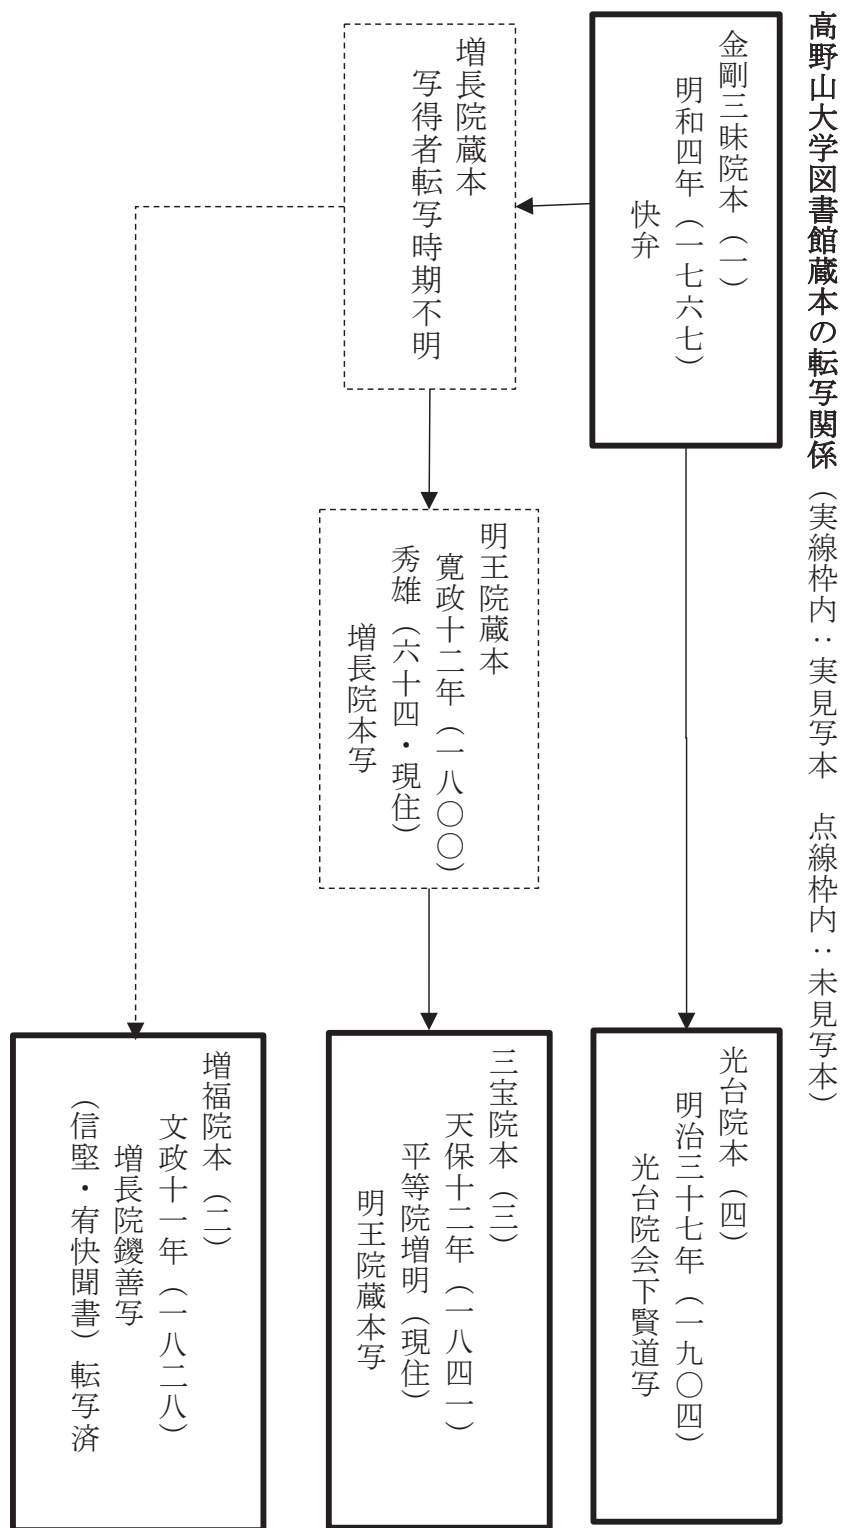 高野山大学図書館蔵本の転写関係（実線枠内：実見写本　点線枠内：未見写本）
金剛三昧院本（一）
明和四年（一七六七）
快弁
増長院蔵本
写得者転写時期不明
明王院蔵本
寛政十二年（一八〇〇）
秀雄（六十四・現住）
増長院本写
光台院本（四）
明治三十七年（一九〇四）
光台院会下賢道写
三宝院本（三）
天保十二年（一八四一）
平等院増明（現住）
明王院蔵本写
増福院本（二）
文政十一年（一八二八）
増長院鑁善写
（信堅・宥快聞書）転写済